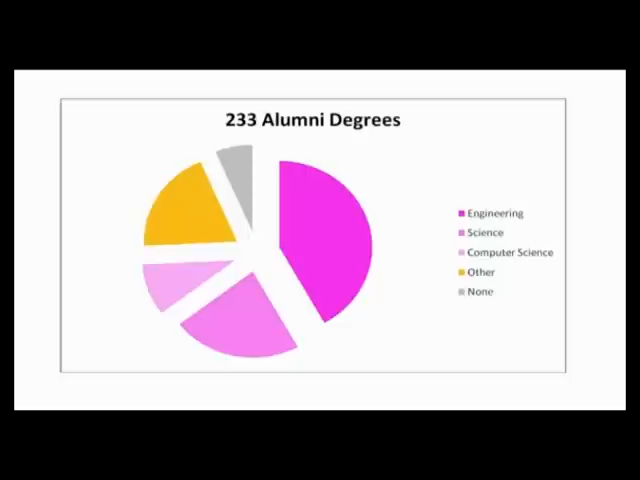 233 Alumni Degrees
Engineering
Science
Computer Science
Other
None